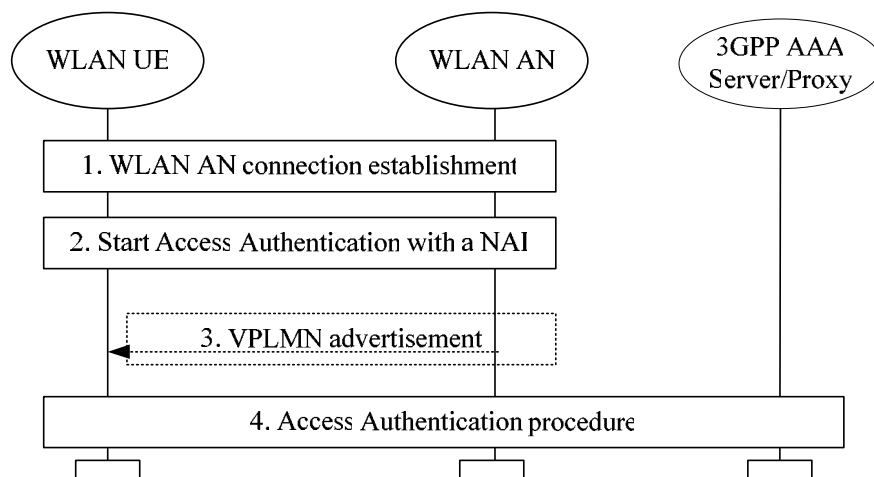 WLAN UE
WLAN AN
3GPP AAA
Server/Proxy
1. WLAN AN connection establishment
2. Start Access Authentication with a NAI
3. VPLMN advertisement
4. Access Authentication procedure